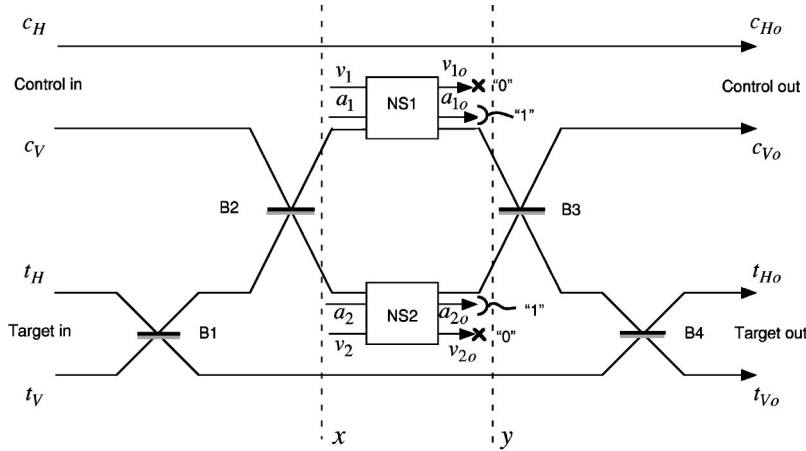 c_H c_Ho
v_1 v_1o "0"
Control in NS1 Control out
a_1 a_1o "1"
c_V c_Vo
B2 B3
t_H t_Ho
a_2 NS2 a_2o "1"
Target in B1 B4 Target out
v_2 v_2o "0"
t_V t_Vo
x y